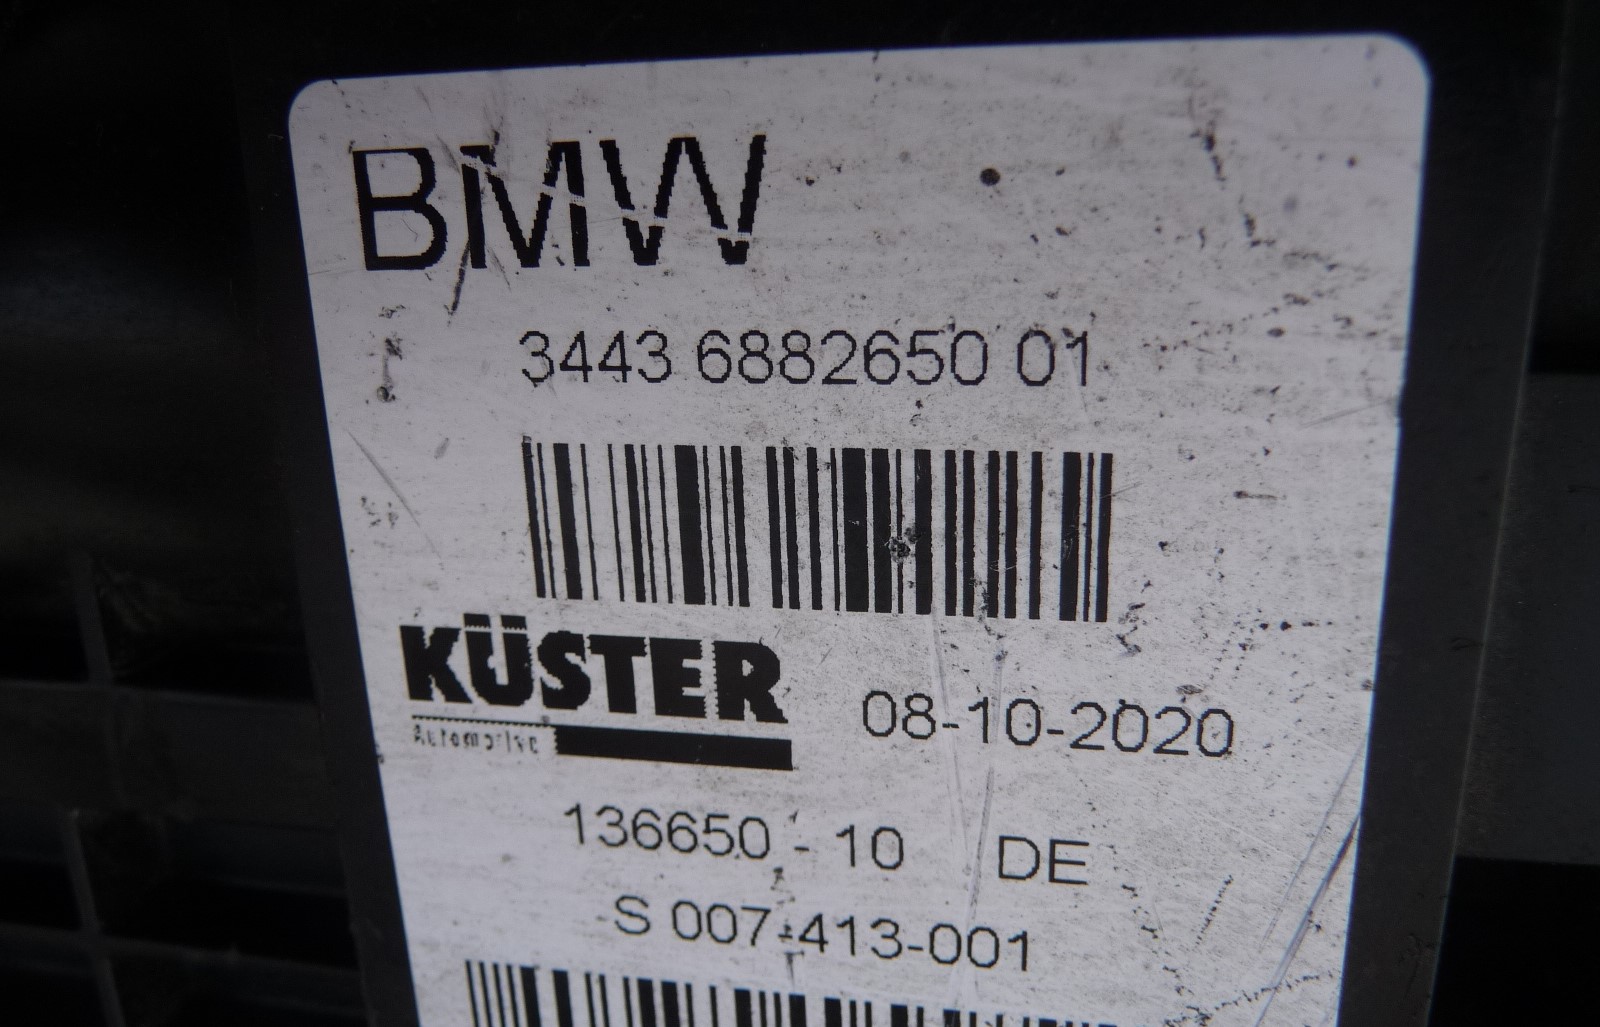 BMW
3443 6882650 01
KÜSTER
Automotive
08-10-2020
136650 - 10 DE
S 007-413-001